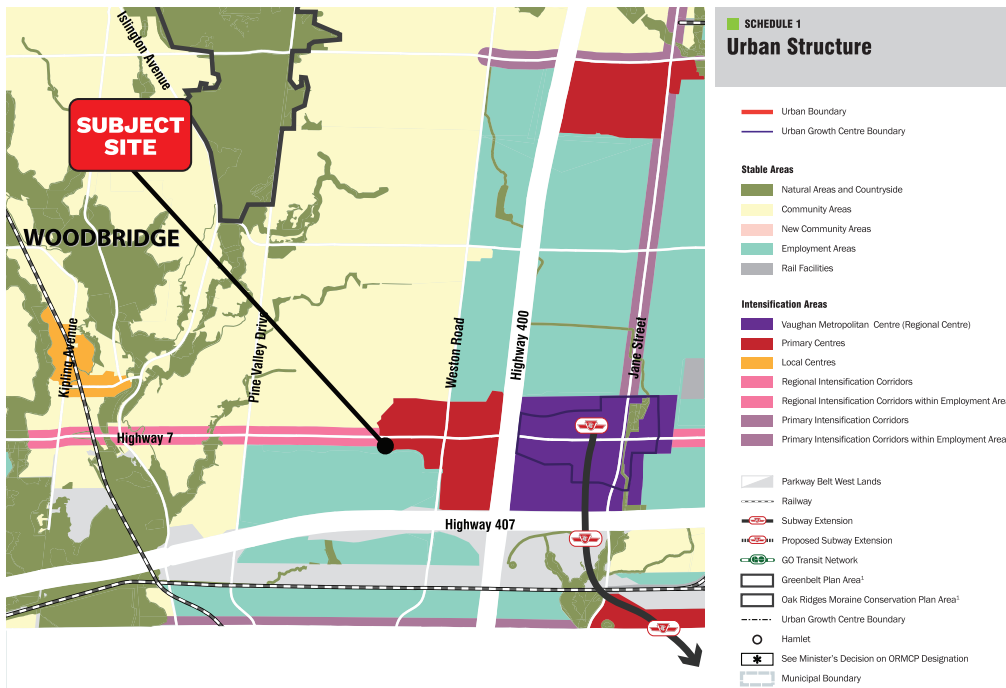 Islington Avenue
SUBJECT
SITE
WOODBRIDGE
Kipling Avenue
Pine Valley Drive
Weston Road
Highway 400
Jane Street
Highway 7
Highway 407
SCHEDULE 1
Urban Structure
Urban Boundary
Urban Growth Centre Boundary
Stable Areas
Natural Areas and Countryside
Community Areas
New Community Areas
Employment Areas
Rail Facilities
Intensification Areas
Vaughan Metropolitan Centre (Regional Centre)
Primary Centres
Local Centres
Regional Intensification Corridors
Regional Intensification Corridors within Employment Area
Primary Intensification Corridors
Primary Intensification Corridors within Employment Area
Parkway Belt West Lands
Railway
Subway Extension
Proposed Subway Extension
GO Transit Network
Greenbelt Plan Area¹
Oak Ridges Moraine Conservation Plan Area¹
Urban Growth Centre Boundary
Hamlet
See Minister's Decision on ORMCP Designation
Municipal Boundary